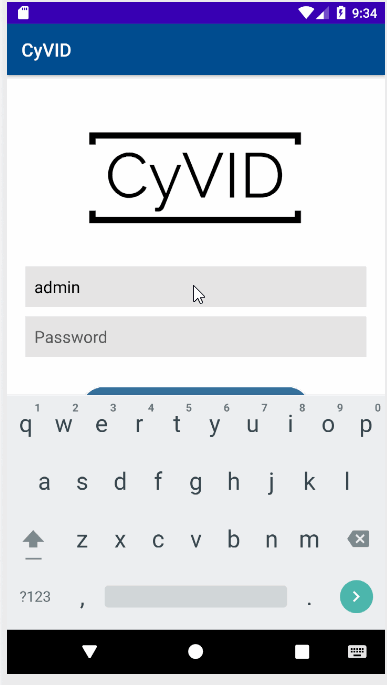 9:34
CyVID
CyVID
admin
Password
1 2 3 4 5 6 7 8 9 0
q w e r t y u i o p
a s d f g h j k l
z x c v b n m
?123 , .